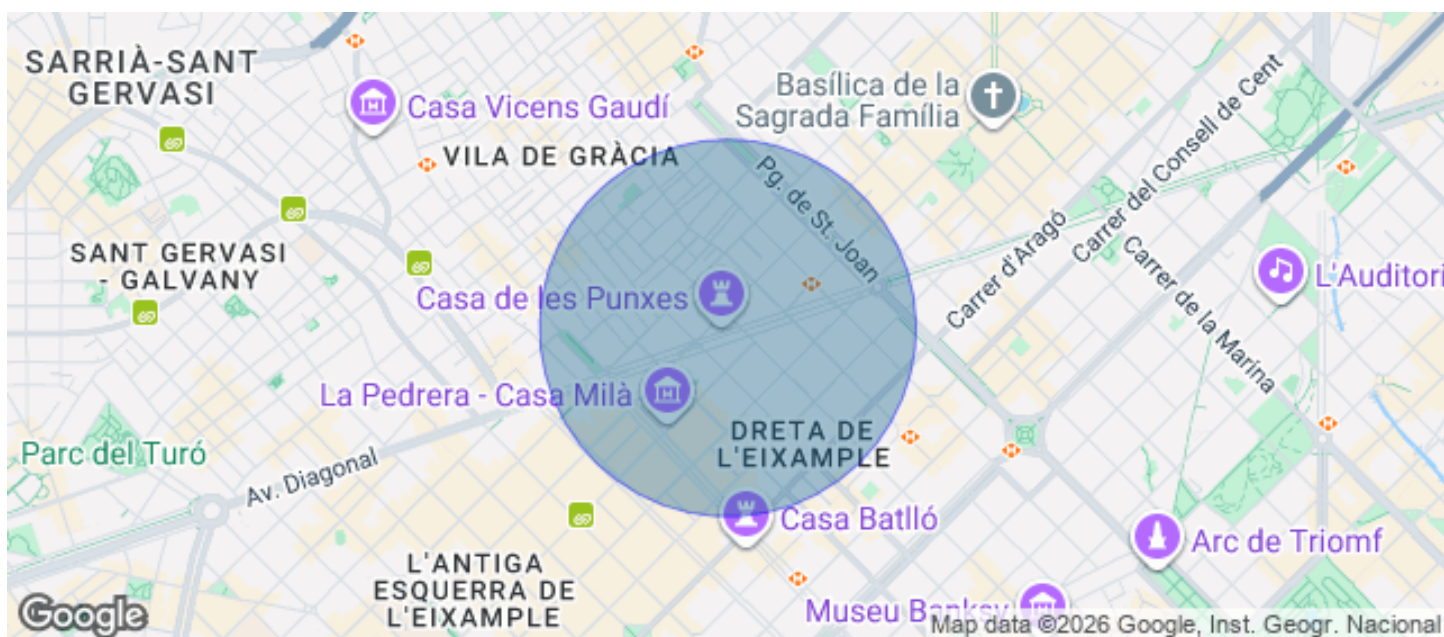 SARRIÀ-SANT
GERVASI
Casa Vicens Gaudí
Basílica de la
Sagrada Família
VILA DE GRÀCIA
Pg. de St. Joan
Carrer del Consell de Cent
Carrer d'Aragó
Carrer de la Marina
SANT GERVASI
- GALVANY
Casa de les Punxes
L'Auditori
La Pedrera - Casa Milà
DRETA DE
L'EIXAMPLE
Parc del Turó
Av. Diagonal
Casa Batlló
Arc de Triomf
L'ANTIGA
ESQUERRA DE
L'EIXAMPLE
Museu Banksy
Google
Map data ©2026 Google, Inst. Geogr. Nacional